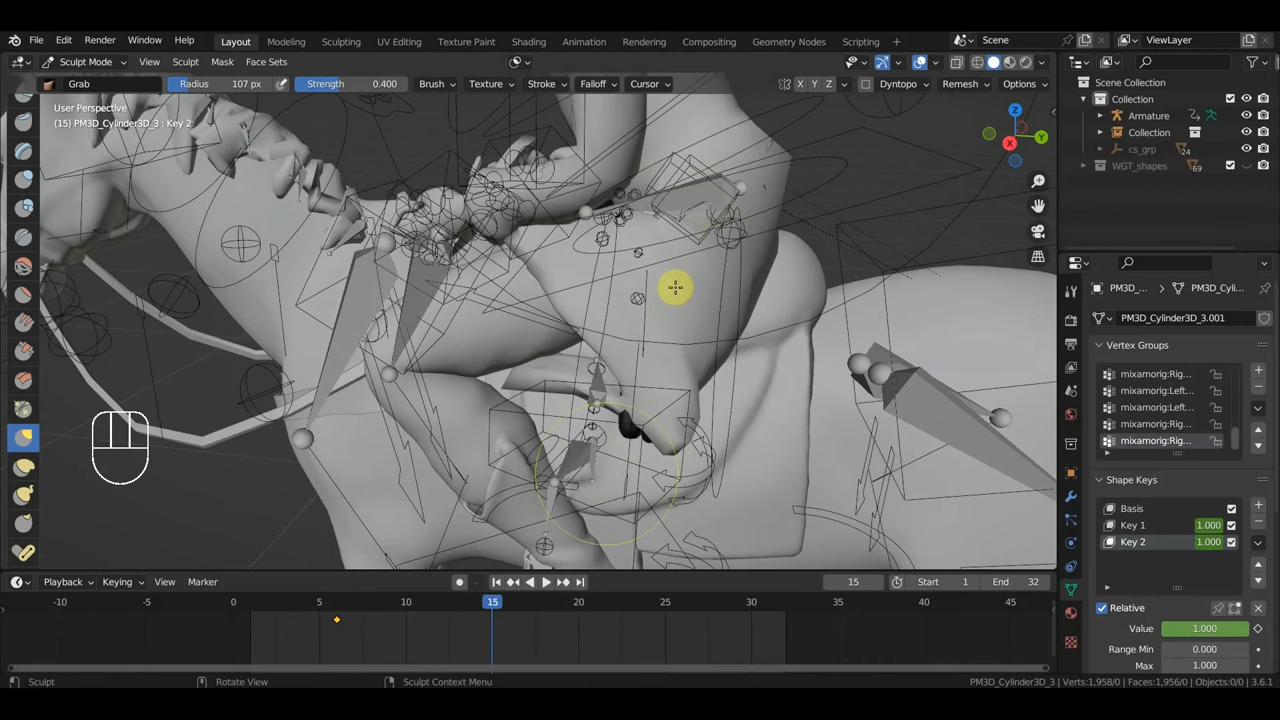 File Edit Render Window Help Layout Modeling Sculpting UV Editing Texture Paint Shading Animation Rendering Compositing Geometry Nodes Scripting + Scene ViewLayer
Sculpt Mode View Sculpt Mask Face Sets
Grab Radius 107 px Strength 0.400 Brush Texture Stroke Falloff Cursor X Y Z Dyntopo Remesh Options
User Perspective
(15) PM3D_Cylinder3D_3 : Key 2
Z
Y
X
Scene Collection
Collection
Armature
Collection
cs_grp 24
WGT_shapes 69
PM3D_... PM3D_Cyli...
PM3D_Cylinder3D_3.001
Vertex Groups
mixamorig:Rig...
mixamorig:Left...
mixamorig:Left...
mixamorig:Rig...
mixamorig:Rig...
Shape Keys
Basis
Key 1 1.000
Key 2 1.000
Relative
Value 1.000
Range Min 0.000
Max 1.000
Playback Keying View Marker 15 Start 1 End 32
-10 -5 0 5 10 15 20 25 30 35 40 45
Sculpt Rotate View Sculpt Context Menu PM3D_Cylinder3D_3 | Verts:1,958/0 | Faces:1,956/0 | Objects:0/0 | 3.6.1